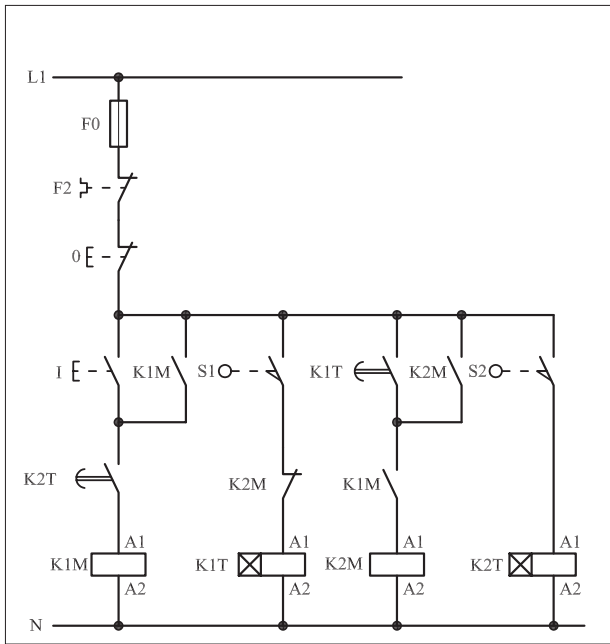 L1
F0
F2
0
I K1M S1 K1T K2M S2
K2T K2M K1M
A1 A1 A1 A1
K1M K1T K2M K2T
A2 A2 A2 A2
N